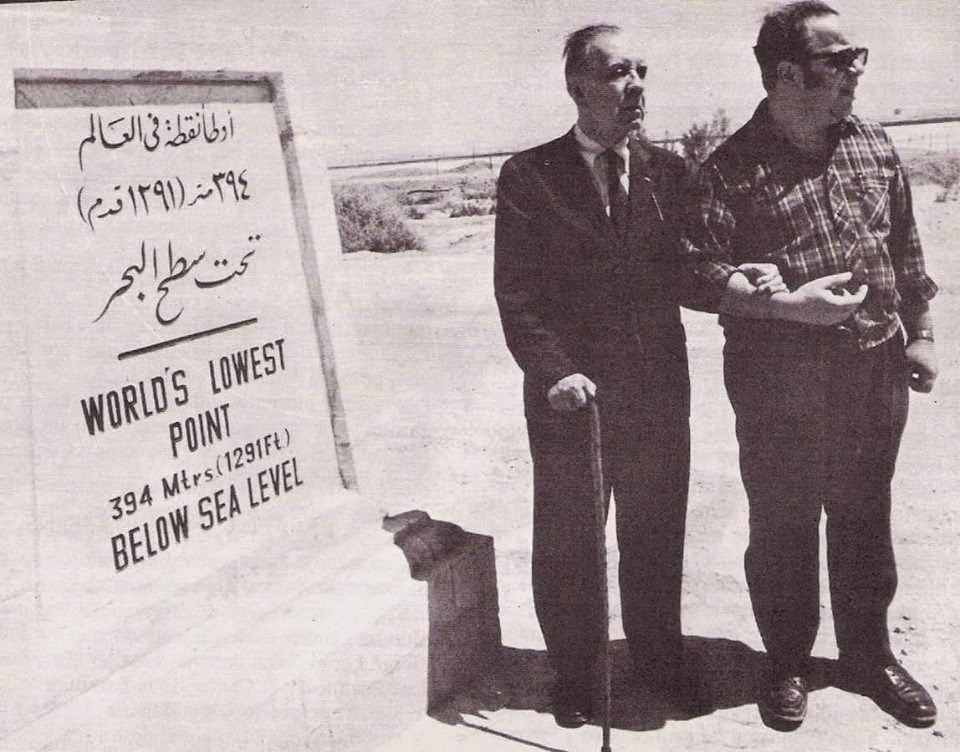 أوطأ نقطة في العالم
٣٩٤ متر (١٢٩١ قدم)
تحت سطح البحر
WORLD'S LOWEST
POINT
394 Mtrs.(1291Ft.)
BELOW SEA LEVEL